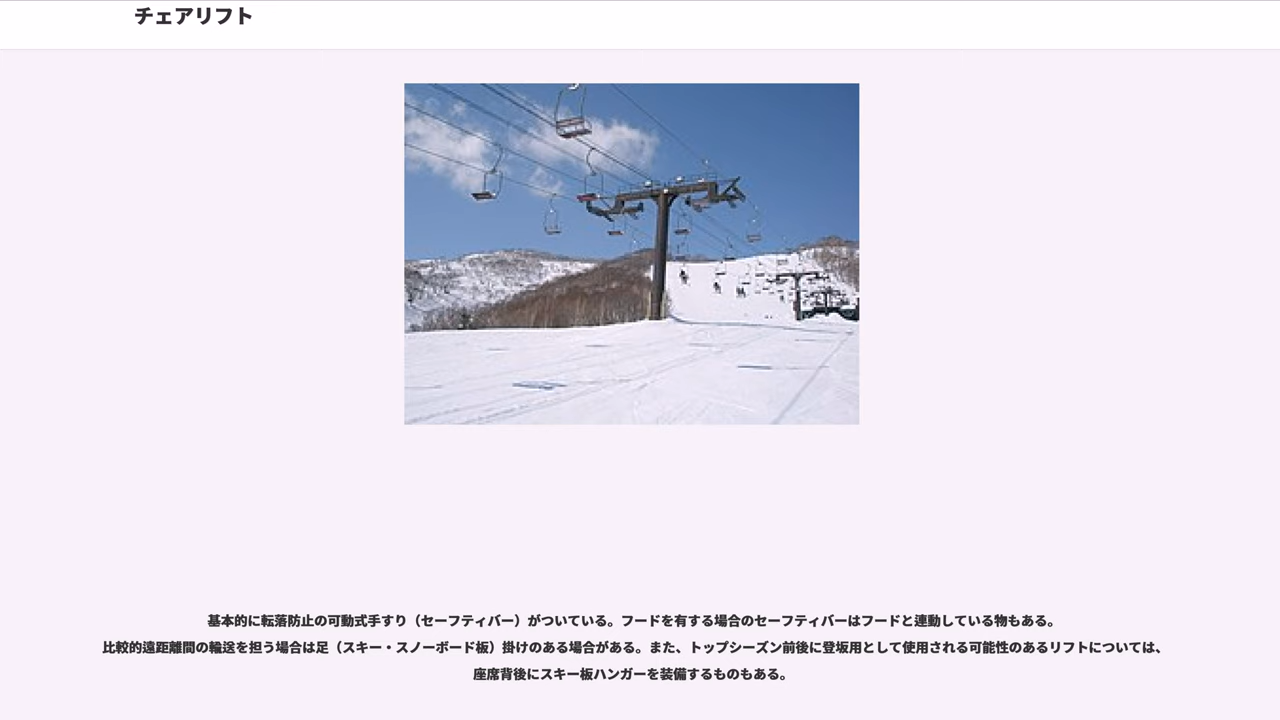 チェアリフト
基本的に転落防止の可動式手すり（セーフティバー）がついている。フードを有する場合のセーフティバーはフードと連動している物もある。
比較的遠距離間の輸送を担う場合は足（スキー・スノーボード板）掛けのある場合がある。また、トップシーズン前後に登坂用として使用される可能性のあるリフトについては、
座席背後にスキー板ハンガーを装備するものもある。